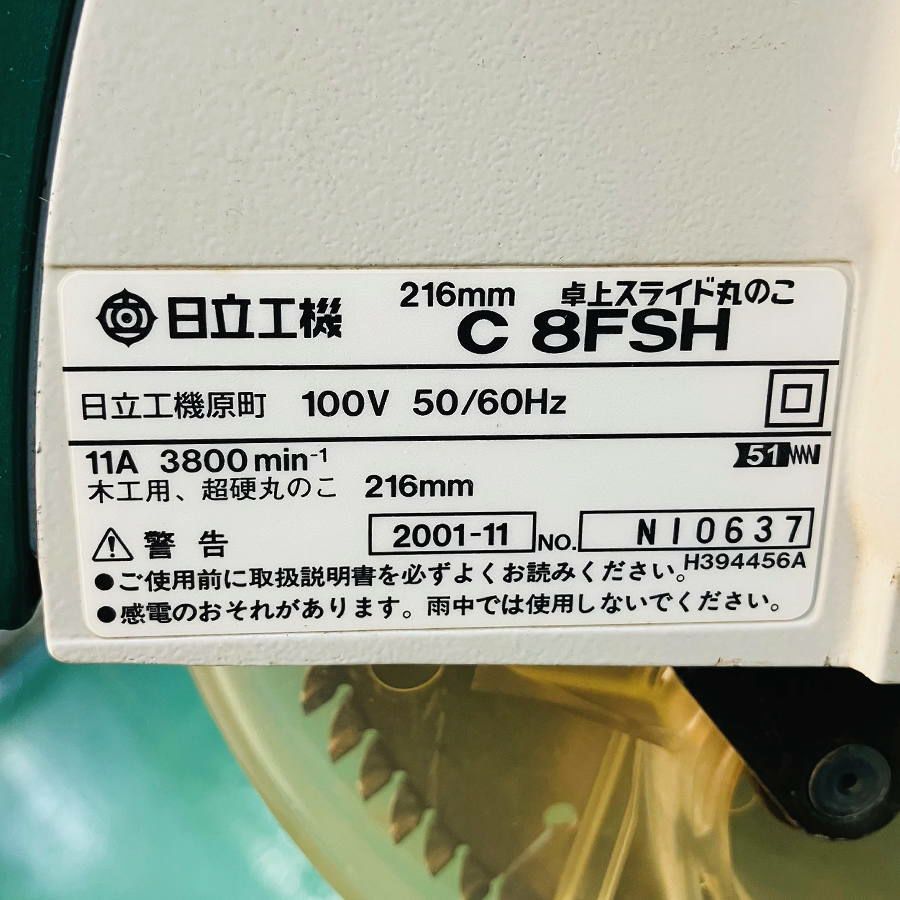 日立工機 216mm 卓上スライド丸のこ
C 8FSH
日立工機原町 100V 50/60Hz
11A 3800min⁻¹
51
木工用、超硬丸のこ 216mm
警告 2001-11 NO. N10637
H394456A
●ご使用前に取扱説明書を必ずよくお読みください。
●感電のおそれがあります。雨中では使用しないでください。